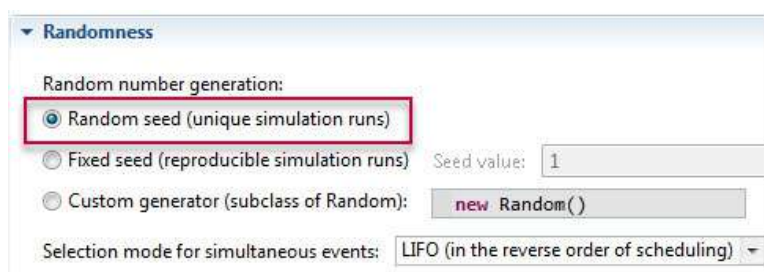 Randomness
Random number generation:
Random seed (unique simulation runs)
Fixed seed (reproducible simulation runs) Seed value: 1
Custom generator (subclass of Random): new Random()
Selection mode for simultaneous events: LIFO (in the reverse order of scheduling)